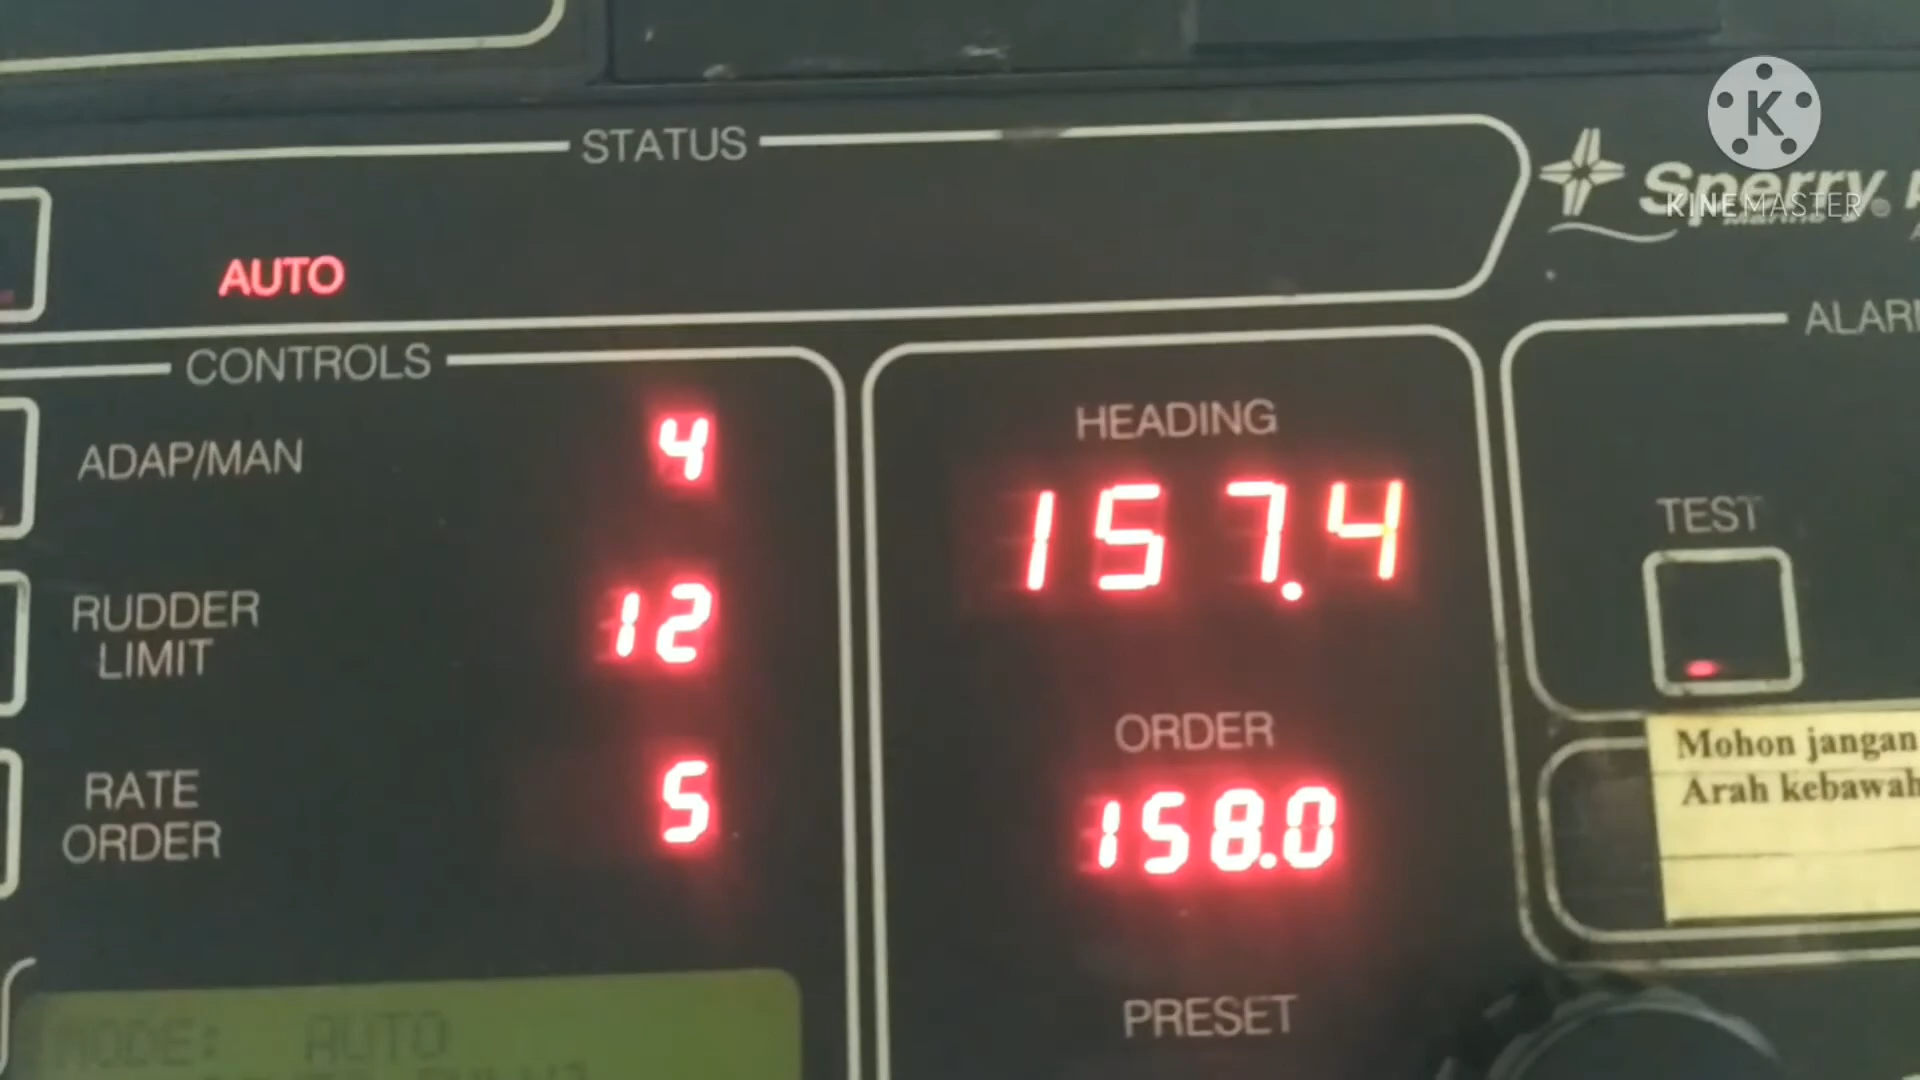 STATUS
Sperry
KINEMASTER
K
AUTO
CONTROLS
ADAP/MAN
4
RUDDER
LIMIT
12
RATE
ORDER
5
HEADING
157.4
ORDER
158.0
PRESET
TEST
Mohon jangan
Arah kebawah
MODE: AUTO